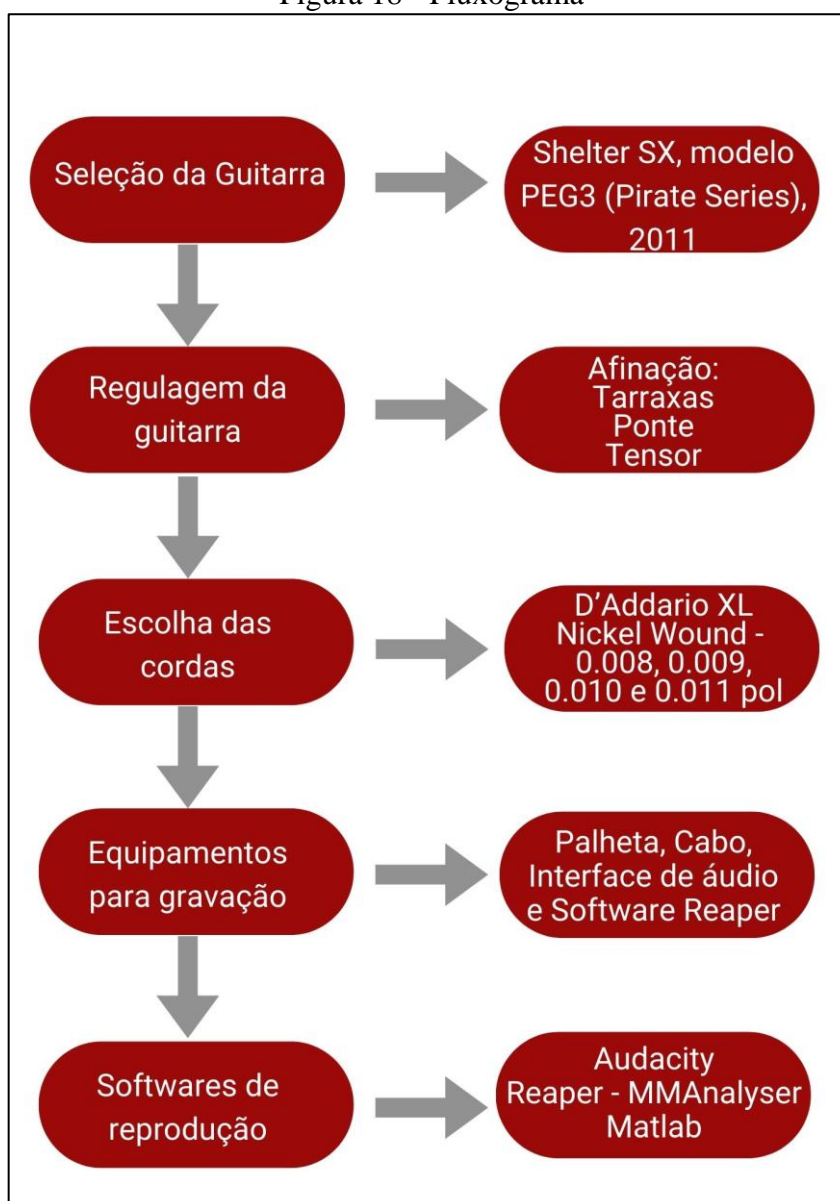 Figura 18 - Fluxograma
Seleção da Guitarra
Shelter SX, modelo
PEG3 (Pirate Series),
2011
Regulagem da
guitarra
Afinação:
Tarraxas
Ponte
Tensor
Escolha das
cordas
D’Addario XL
Nickel Wound -
0.008, 0.009,
0.010 e 0.011 pol
Equipamentos
para gravação
Palheta, Cabo,
Interface de áudio
e Software Reaper
Softwares de
reprodução
Audacity
Reaper - MMAnalyser
Matlab